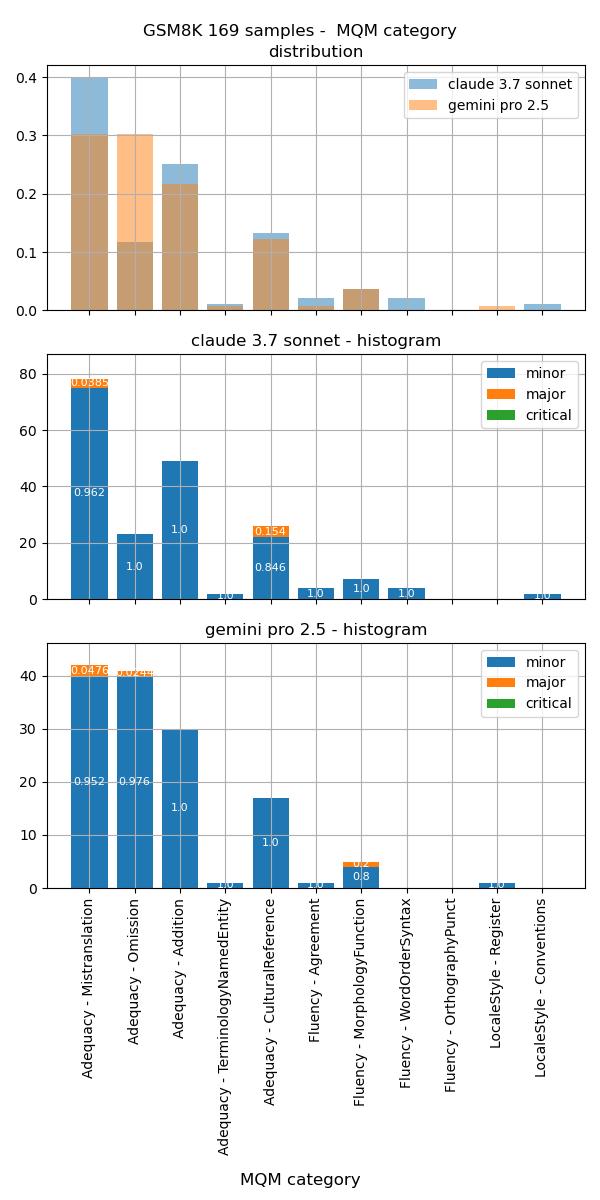 GSM8K 169 samples -  MQM category
distribution
0.4
0.3
0.2
0.1
0.0
claude 3.7 sonnet
gemini pro 2.5
claude 3.7 sonnet - histogram
80
60
40
20
0
minor
major
critical
0.0385
0.962
1.0
1.0
1.0
0.154
0.846
1.0
1.0
1.0
1.0
gemini pro 2.5 - histogram
40
30
20
10
0
minor
major
critical
0.0476
0.0244
0.952
0.976
1.0
1.0
1.0
1.0
0.2
0.8
1.0
Adequacy - Mistranslation
Adequacy - Omission
Adequacy - Addition
Adequacy - TerminologyNamedEntity
Adequacy - CulturalReference
Fluency - Agreement
Fluency - MorphologyFunction
Fluency - WordOrderSyntax
Fluency - OrthographyPunct
LocaleStyle - Register
LocaleStyle - Conventions
MQM category